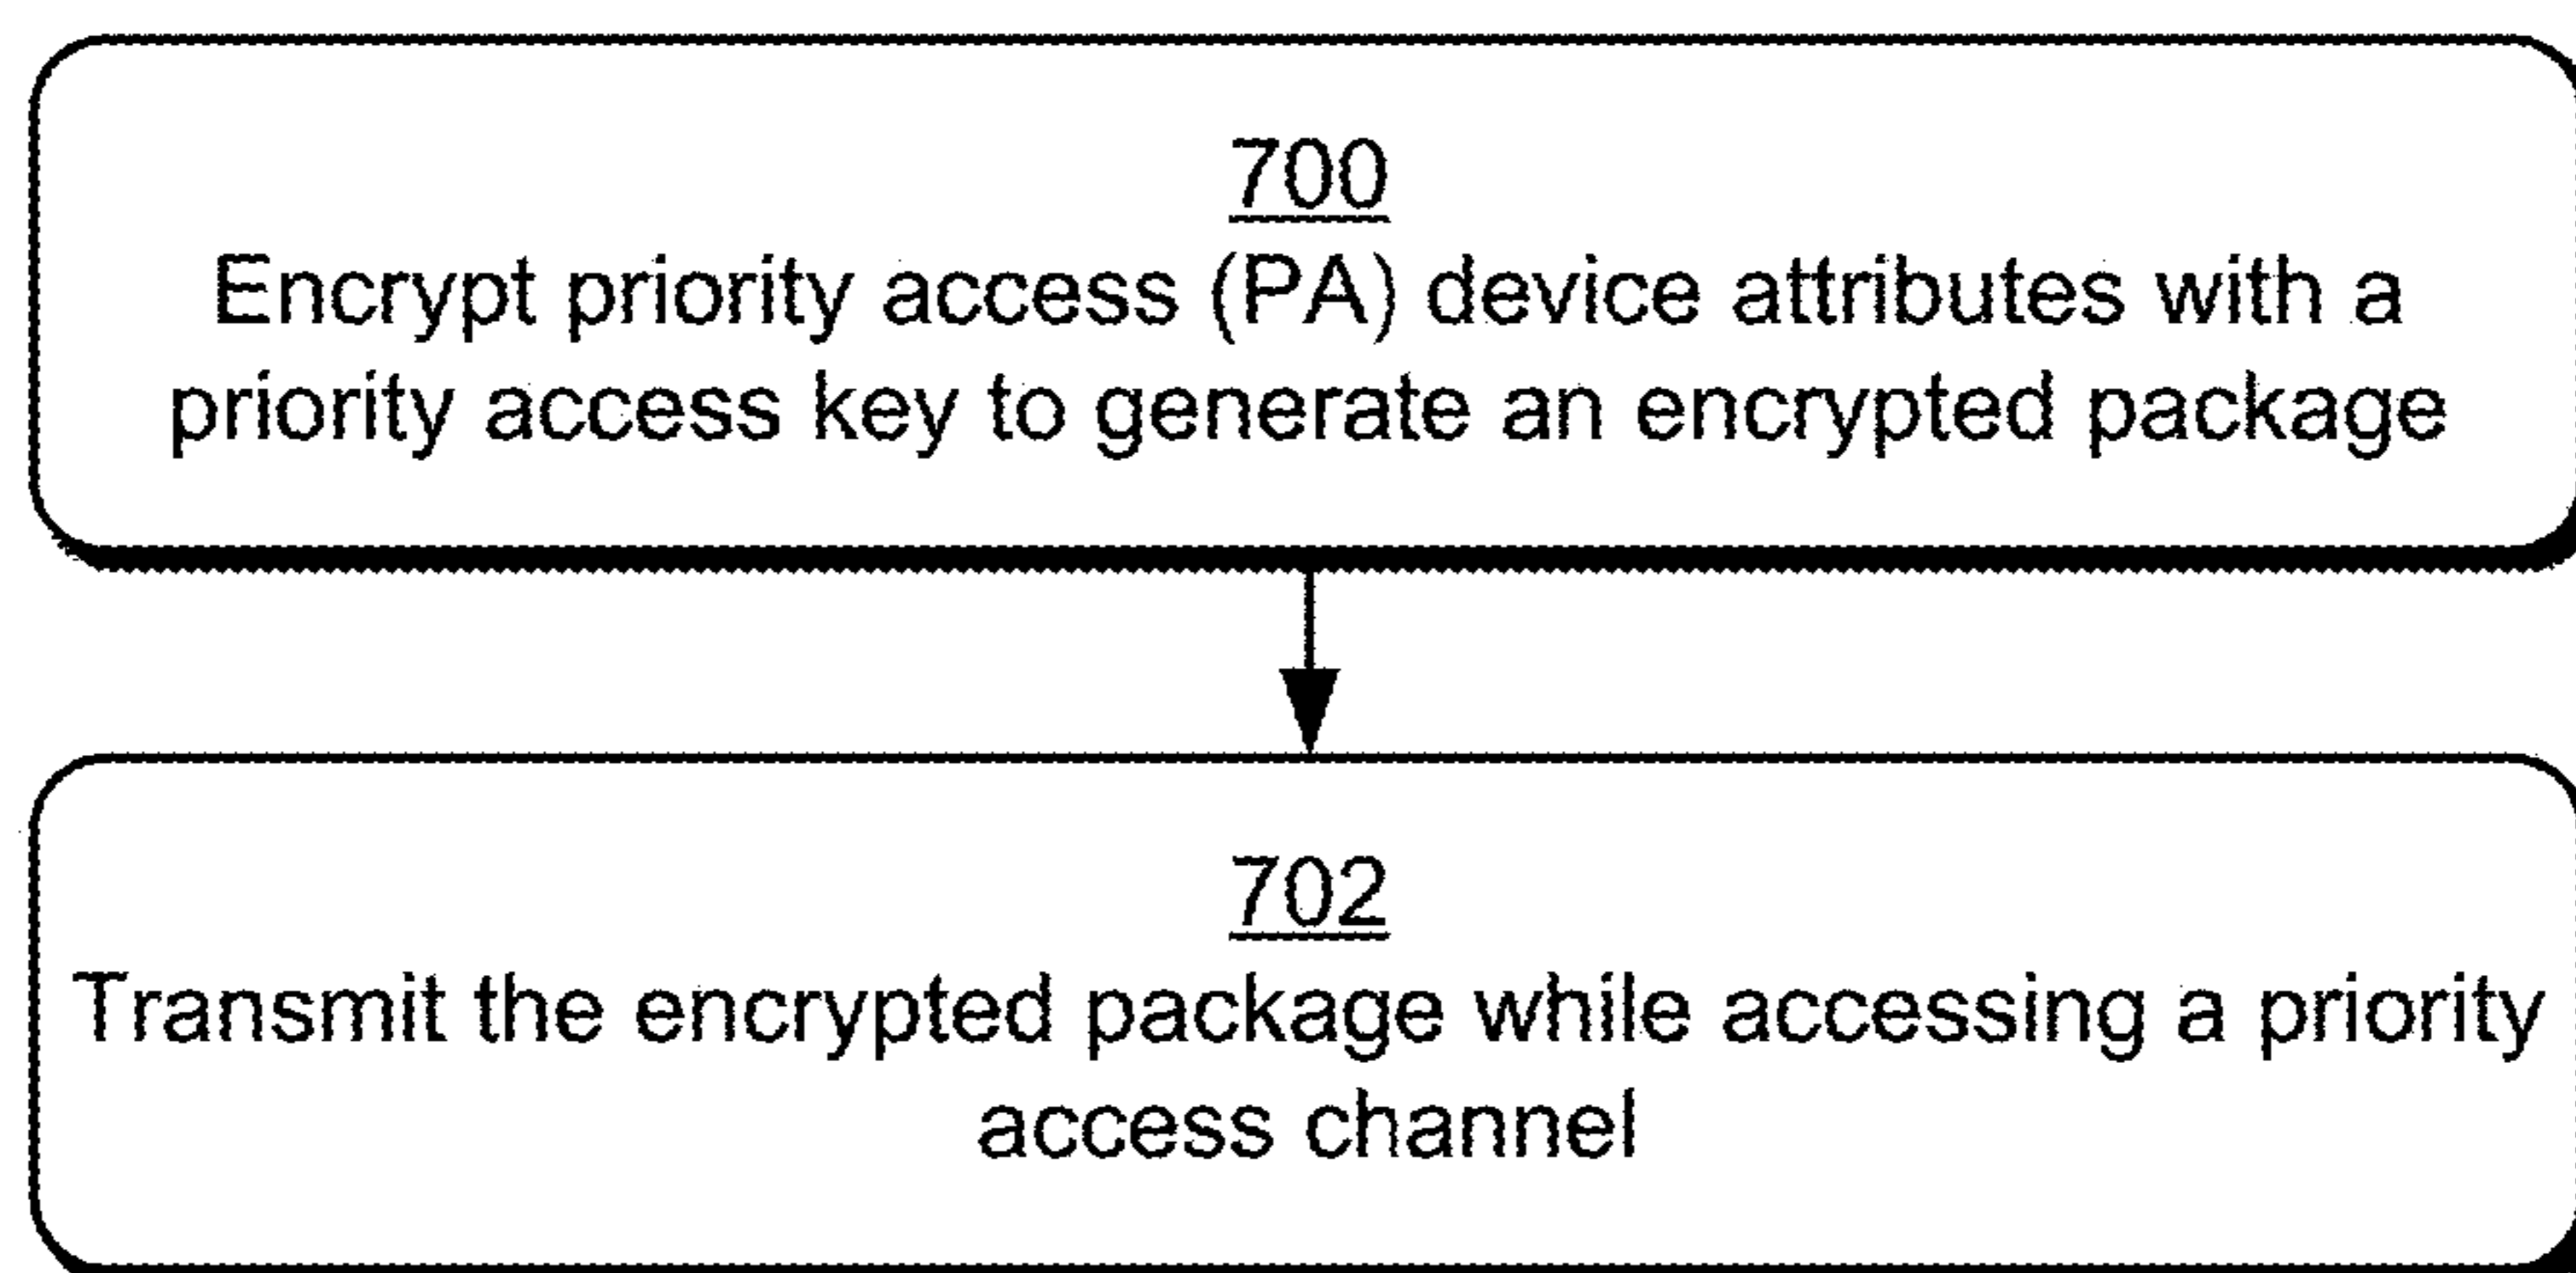 700
Encrypt priority access (PA) device attributes with a
priority access key to generate an encrypted package
702
Transmit the encrypted package while accessing a priority
access channel